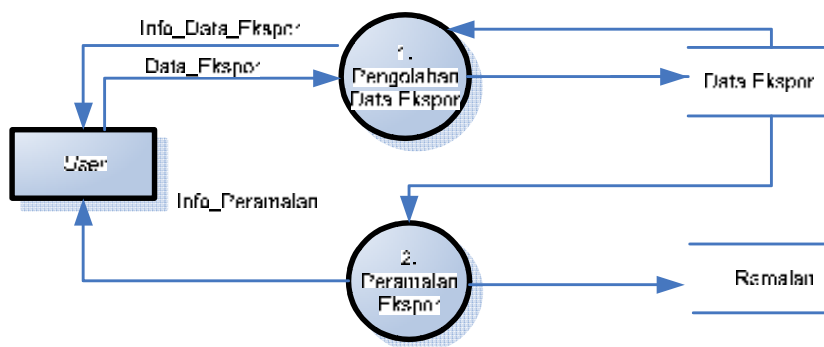 Info_Data_Ekspor
Data_Ekspor
1.
Pengolahan
Data Ekspor
Data Ekspor
User
Info_Peramalan
2.
Peramalan
Ekspor
Ramalan